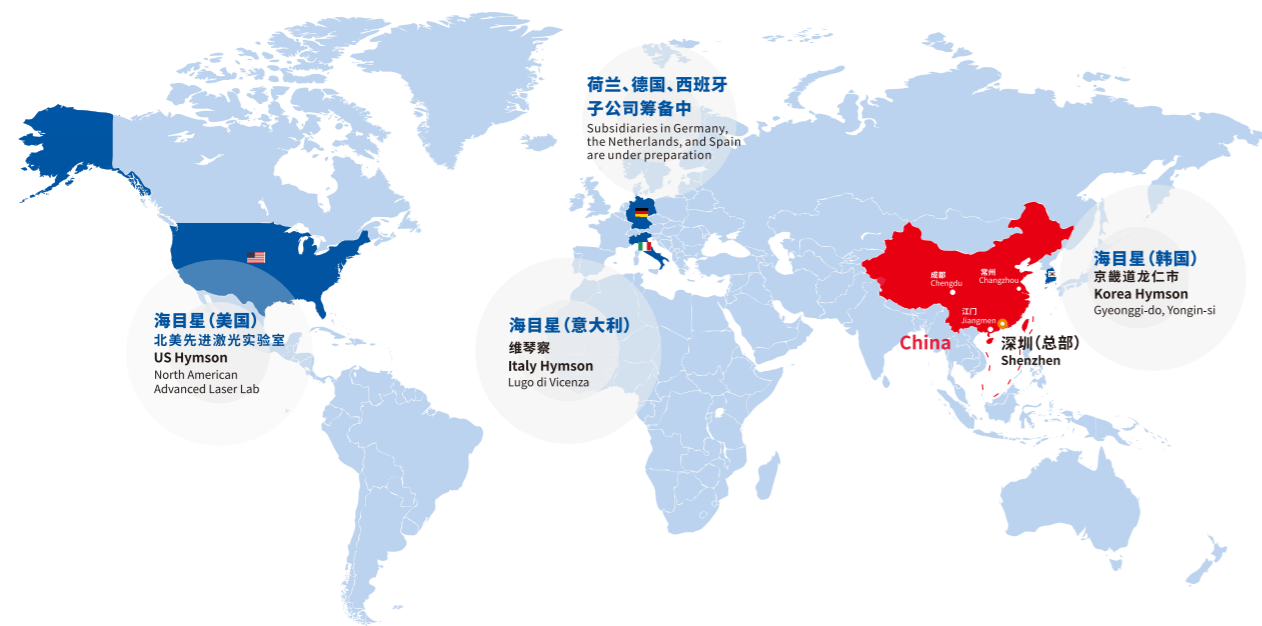 荷兰、德国、西班牙
子公司筹备中
Subsidiaries in Germany,
the Netherlands, and Spain
are under preparation
海目星（美国）
北美先进激光实验室
US Hymson
North American
Advanced Laser Lab
海目星（意大利）
维琴察
Italy Hymson
Lugo di Vicenza
成都
Chengdu
常州
Changzhou
江门
Jiangmen
China
深圳（总部）
Shenzhen
海目星（韩国）
京畿道龙仁市
Korea Hymson
Gyeonggi-do, Yongin-si